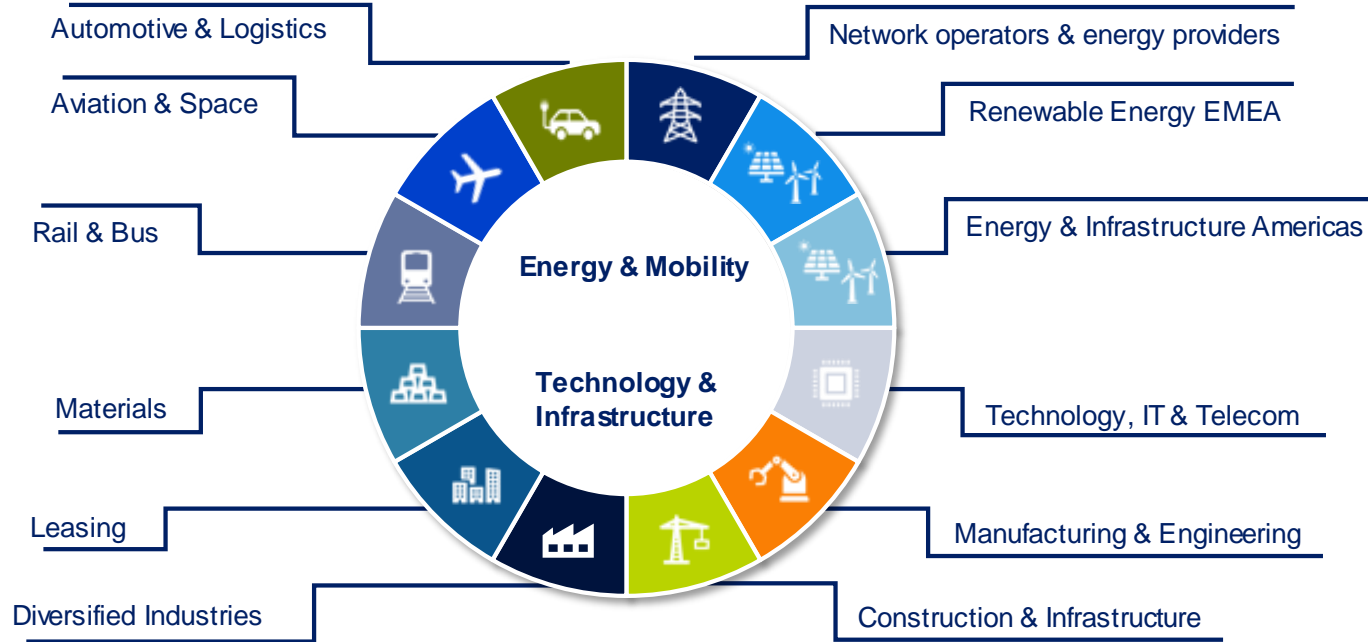 Automotive & Logistics
Network operators & energy providers
Aviation & Space
Renewable Energy EMEA
Rail & Bus
Energy & Infrastructure Americas
Energy & Mobility
Technology &
Infrastructure
Materials
Technology, IT & Telecom
Leasing
Manufacturing & Engineering
Diversified Industries
Construction & Infrastructure